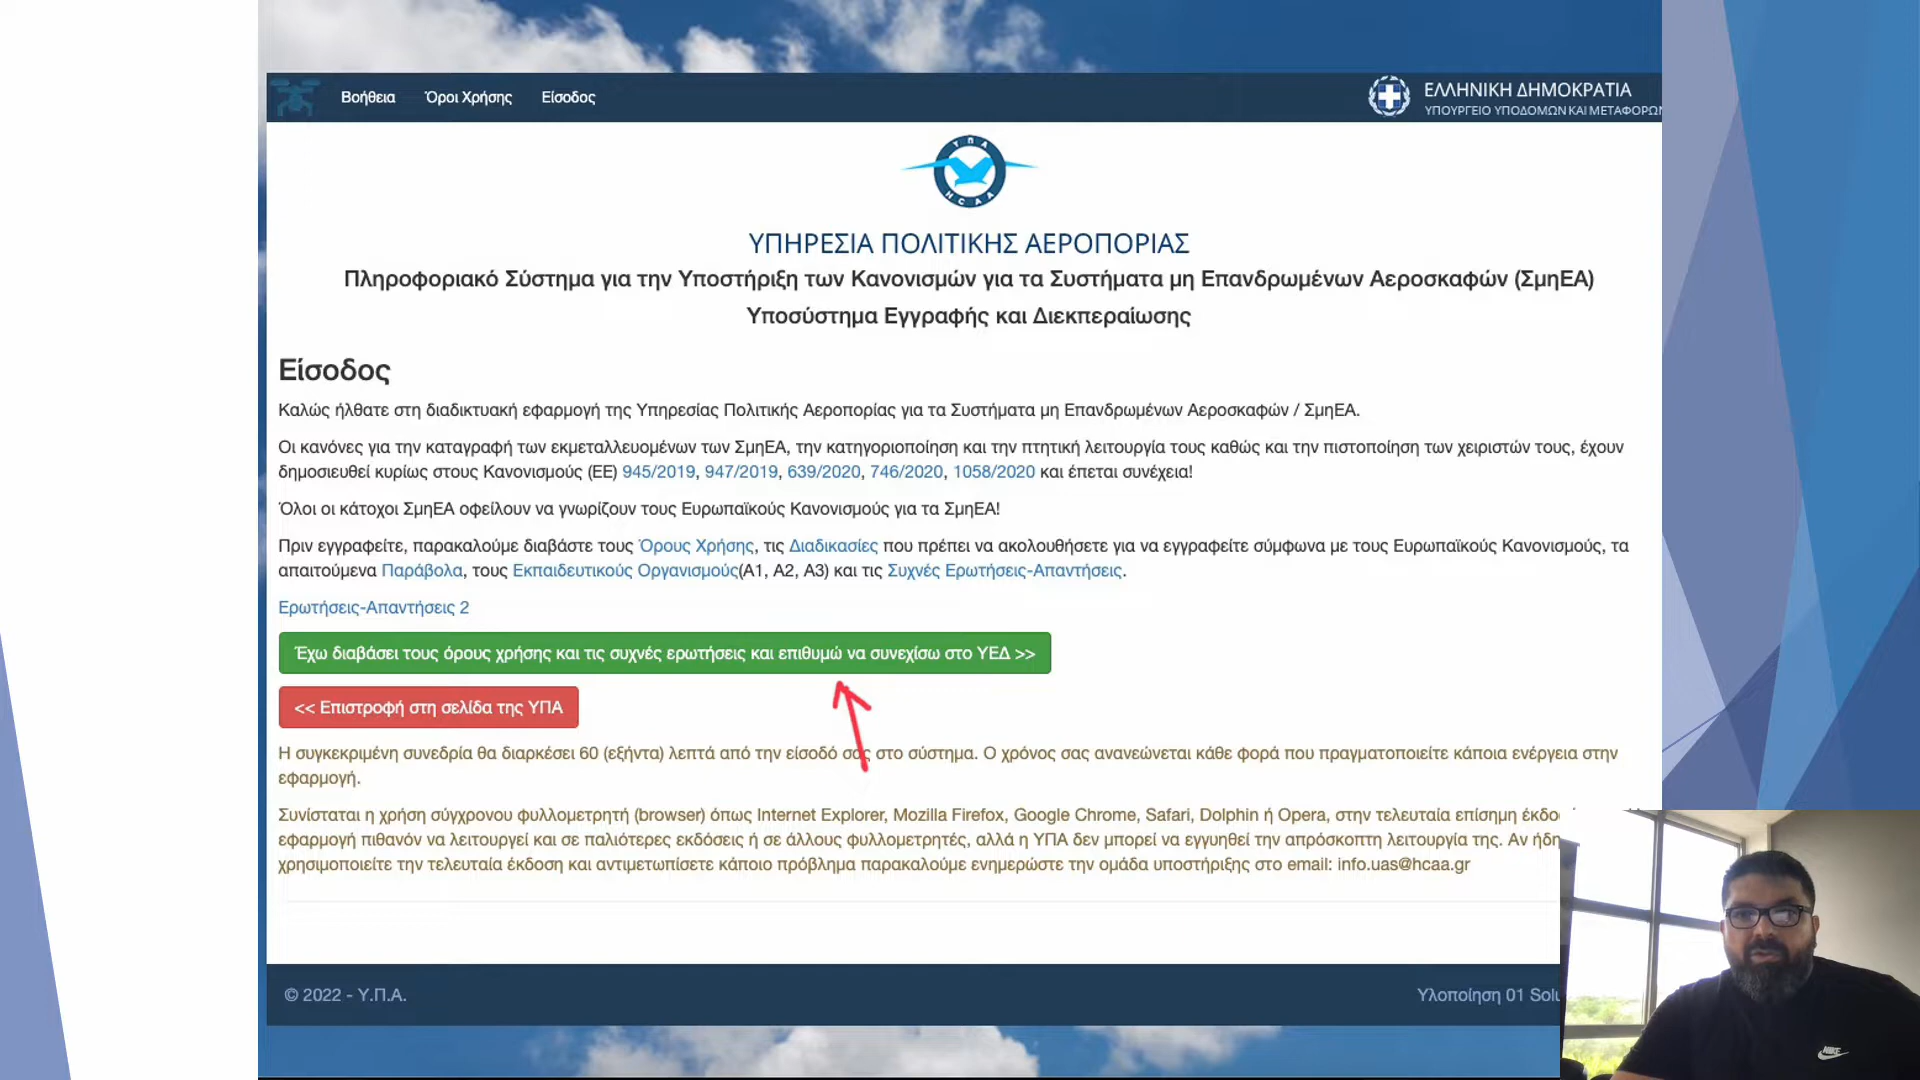 Βοήθεια Όροι Χρήσης Είσοδος
ΕΛΛΗΝΙΚΗ ΔΗΜΟΚΡΑΤΙΑ
ΥΠΟΥΡΓΕΙΟ ΥΠΟΔΟΜΩΝ ΚΑΙ ΜΕΤΑΦΟΡΩΝ
Υ Π Α
H C A A
ΥΠΗΡΕΣΙΑ ΠΟΛΙΤΙΚΗΣ ΑΕΡΟΠΟΡΙΑΣ
Πληροφοριακό Σύστημα για την Υποστήριξη των Κανονισμών για τα Συστήματα μη Επανδρωμένων Αεροσκαφών (ΣμηΕΑ)
Υποσύστημα Εγγραφής και Διεκπεραίωσης
Είσοδος
Καλώς ήλθατε στη διαδικτυακή εφαρμογή της Υπηρεσίας Πολιτικής Αεροπορίας για τα Συστήματα μη Επανδρωμένων Αεροσκαφών / ΣμηΕΑ.
Οι κανόνες για την καταγραφή των εκμεταλλευομένων των ΣμηΕΑ, την κατηγοριοποίηση και την πτητική λειτουργία τους καθώς και την πιστοποίηση των χειριστών τους, έχουν
δημοσιευθεί κυρίως στους Κανονισμούς (ΕΕ) 945/2019, 947/2019, 639/2020, 746/2020, 1058/2020 και έπεται συνέχεια!
Όλοι οι κάτοχοι ΣμηΕΑ οφείλουν να γνωρίζουν τους Ευρωπαϊκούς Κανονισμούς για τα ΣμηΕΑ!
Πριν εγγραφείτε, παρακαλούμε διαβάστε τους Όρους Χρήσης, τις Διαδικασίες που πρέπει να ακολουθήσετε για να εγγραφείτε σύμφωνα με τους Ευρωπαϊκούς Κανονισμούς, τα
απαιτούμενα Παράβολα, τους Εκπαιδευτικούς Οργανισμούς(A1, A2, A3) και τις Συχνές Ερωτήσεις-Απαντήσεις.
Ερωτήσεις-Απαντήσεις 2
Έχω διαβάσει τους όρους χρήσης και τις συχνές ερωτήσεις και επιθυμώ να συνεχίσω στο ΥΕΔ >>
<< Επιστροφή στη σελίδα της ΥΠΑ
Η συγκεκριμένη συνεδρία θα διαρκέσει 60 (εξήντα) λεπτά από την είσοδό σας στο σύστημα. Ο χρόνος σας ανανεώνεται κάθε φορά που πραγματοποιείτε κάποια ενέργεια στην
εφαρμογή.
Συνίσταται η χρήση σύγχρονου φυλλομετρητή (browser) όπως Internet Explorer, Mozilla Firefox, Google Chrome, Safari, Dolphin ή Opera, στην τελευταία επίσημη
εφαρμογή πιθανόν να λειτουργεί και σε παλιότερες εκδόσεις ή σε άλλους φυλλομετρητές, αλλά η ΥΠΑ δεν μπορεί να εγγυηθεί την απρόσκοπτη λειτουργία της. Αν ήδη
χρησιμοποιείτε την τελευταία έκδοση και αντιμετωπίσετε κάποιο πρόβλημα παρακαλούμε ενημερώστε την ομάδα υποστήριξης στο email: info.uas@hcaa.gr
© 2022 - Υ.Π.Α.
Υλοποίηση 01
NIKE